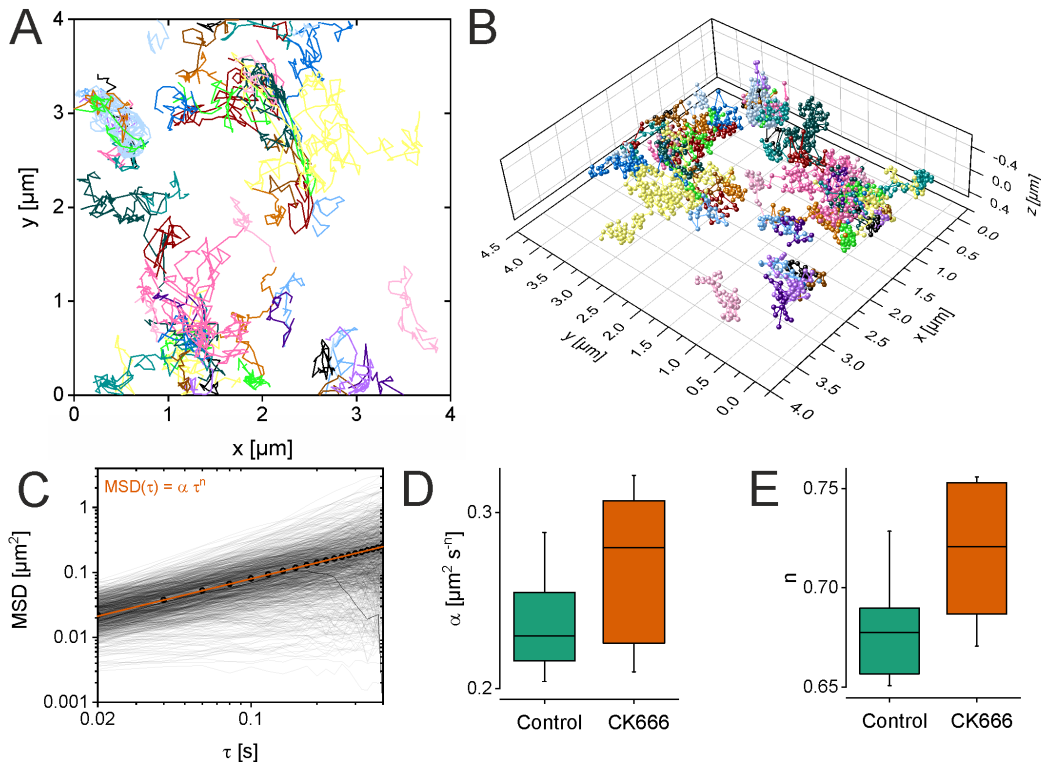 A
4
3
2
1
0
y [µm]
0 1 2 3 4
x [µm]
B
-0.4
0.0
0.4
z [µm]
4.5
4.0
3.5
3.0
2.5
2.0
1.5
1.0
0.5
0.0
y [µm]
0.0
0.5
1.0
1.5
2.0
2.5
3.0
3.5
4.0
x [µm]
C
MSD(τ) = α τⁿ
1
0.1
0.01
0.001
MSD [µm²]
0.02 0.1
τ [s]
D
0.3
0.2
α [µm² s⁻ⁿ]
Control CK666
E
0.75
0.70
0.65
n
Control CK666